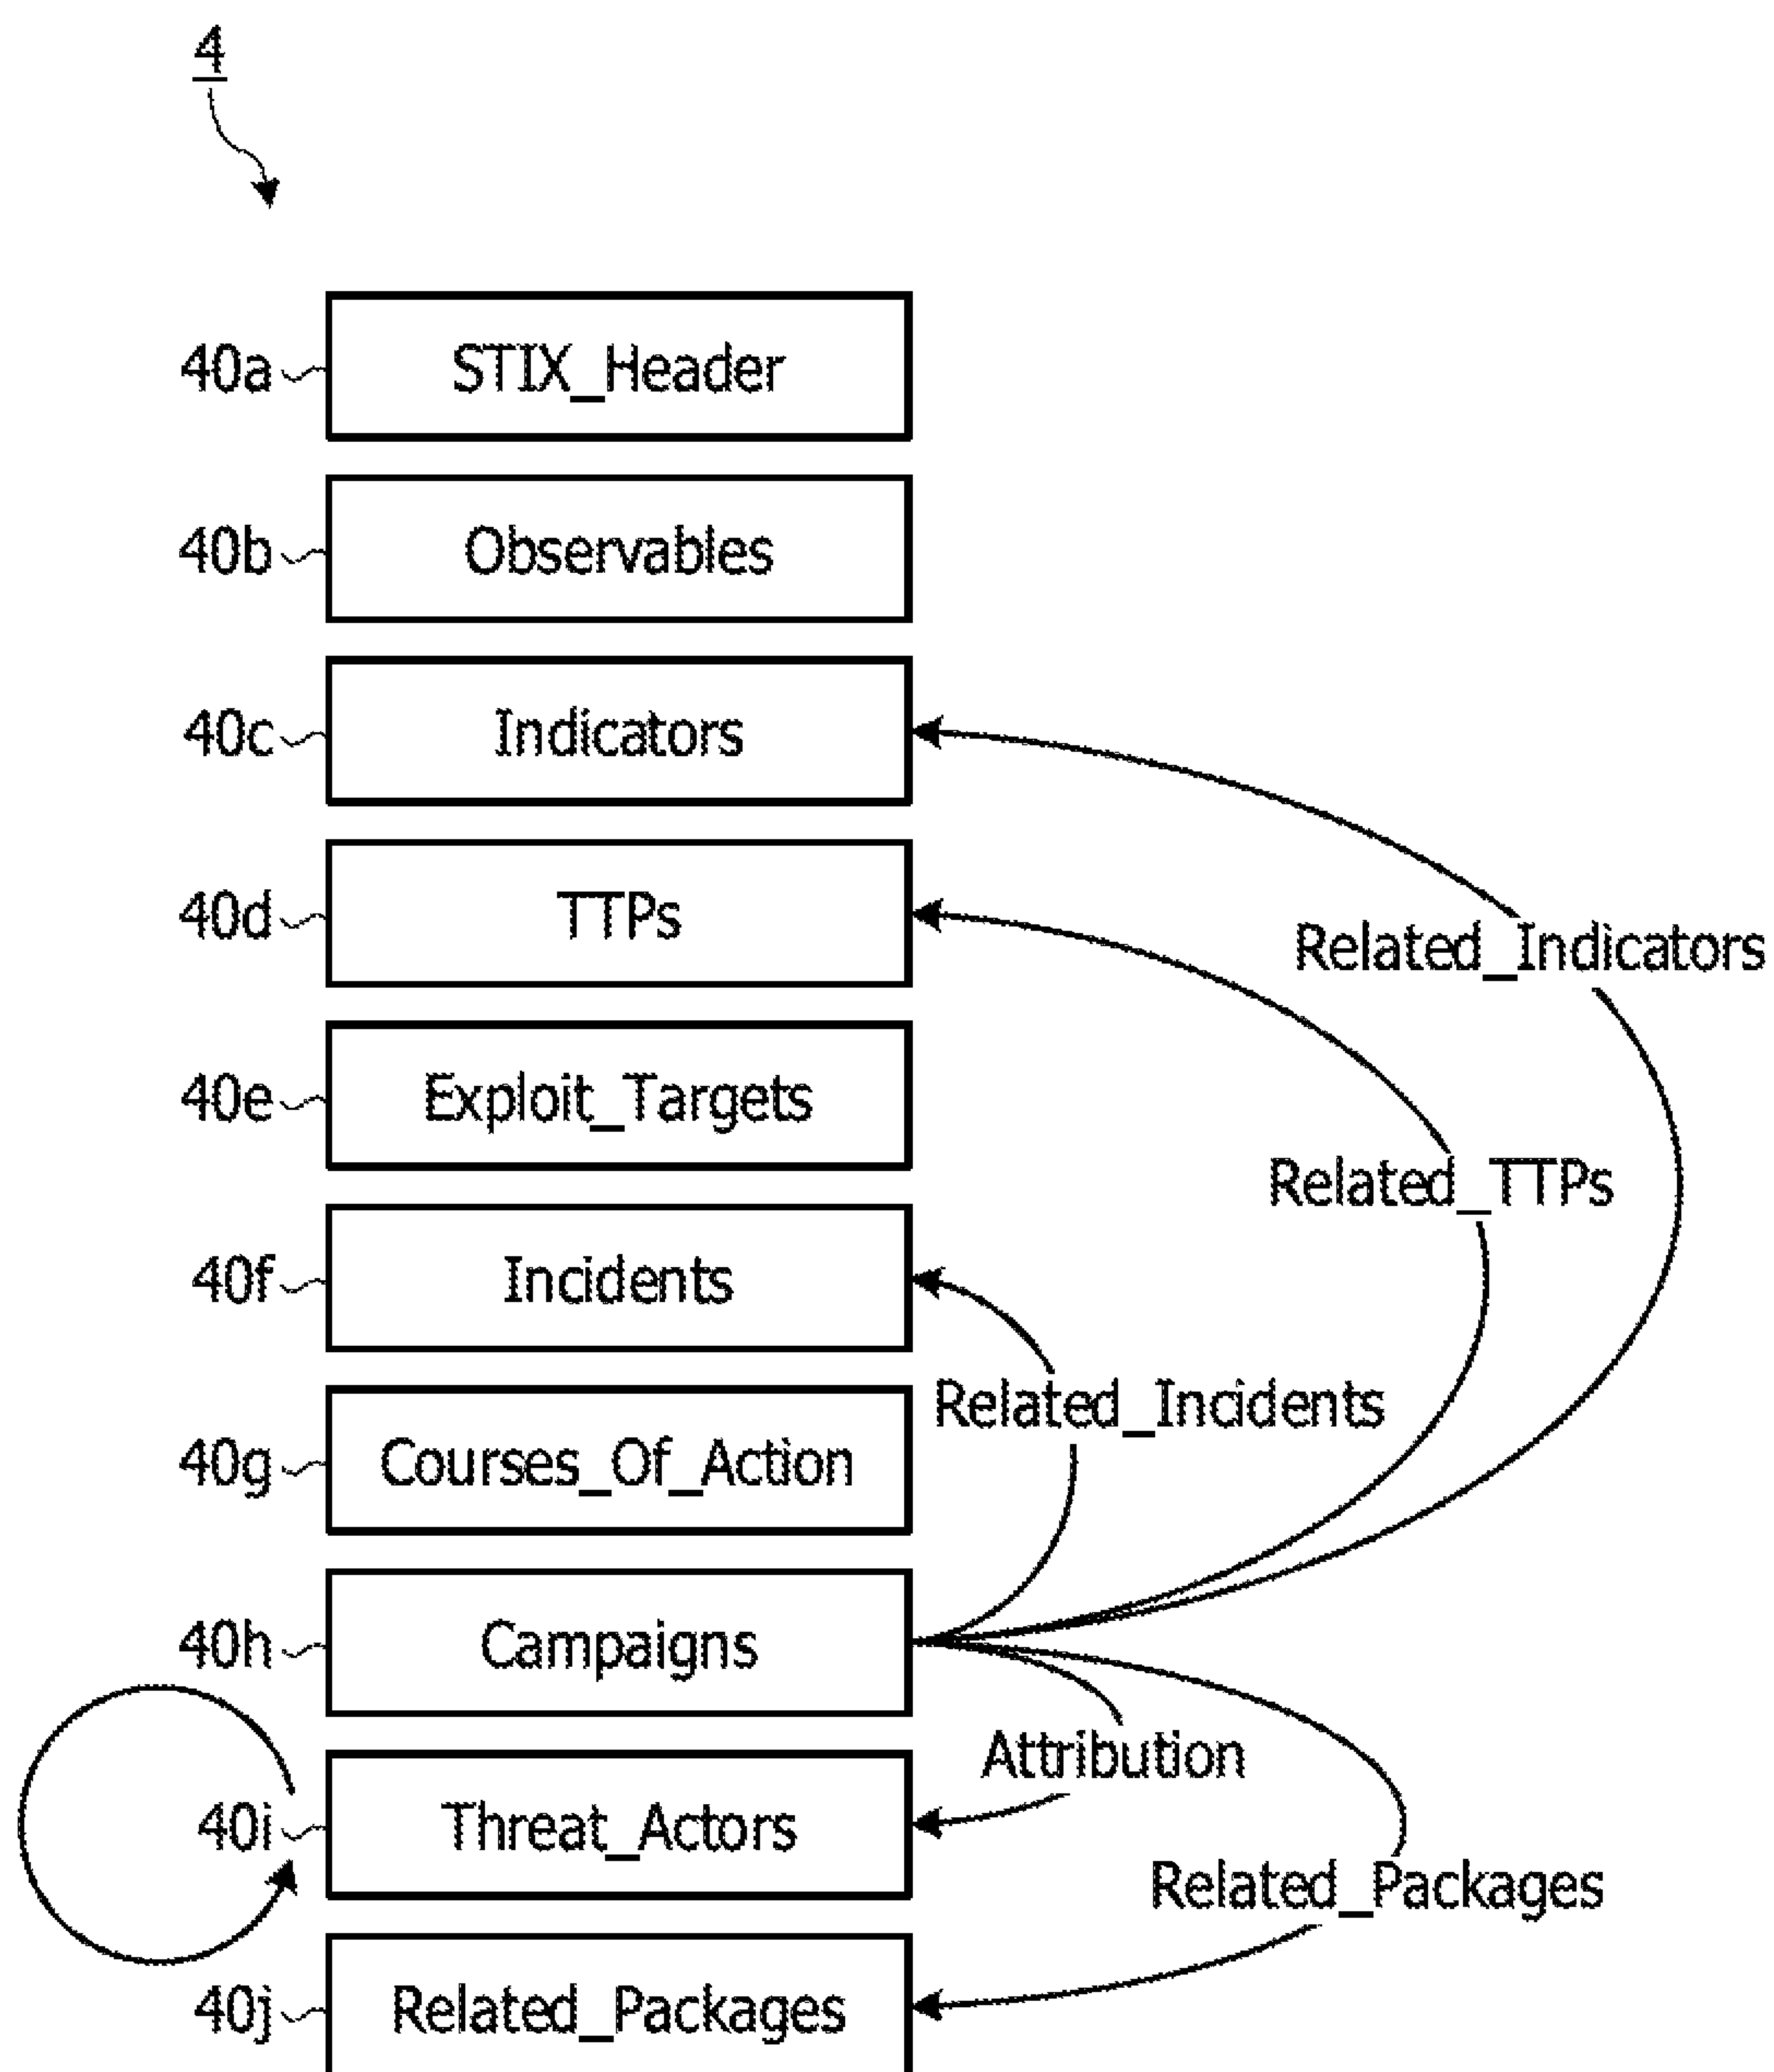 4
40a STIX_Header
40b Observables
40c Indicators
40d TTPs
Related_Indicators
40e Exploit_Targets
Related_TTPs
40f Incidents
Related_Incidents
40g Courses_Of_Action
40h Campaigns
Attribution
40i Threat_Actors
Related_Packages
40j Related_Packages